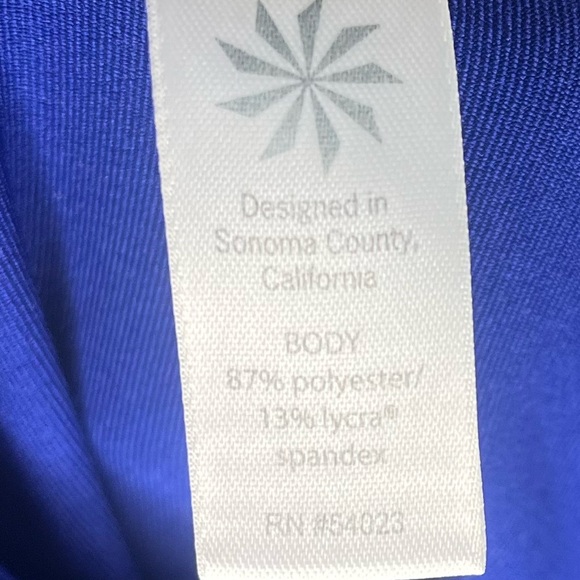 Designed in
Sonoma County,
California
BODY
87% polyester/
13% lycra®
spandex
RN #54023